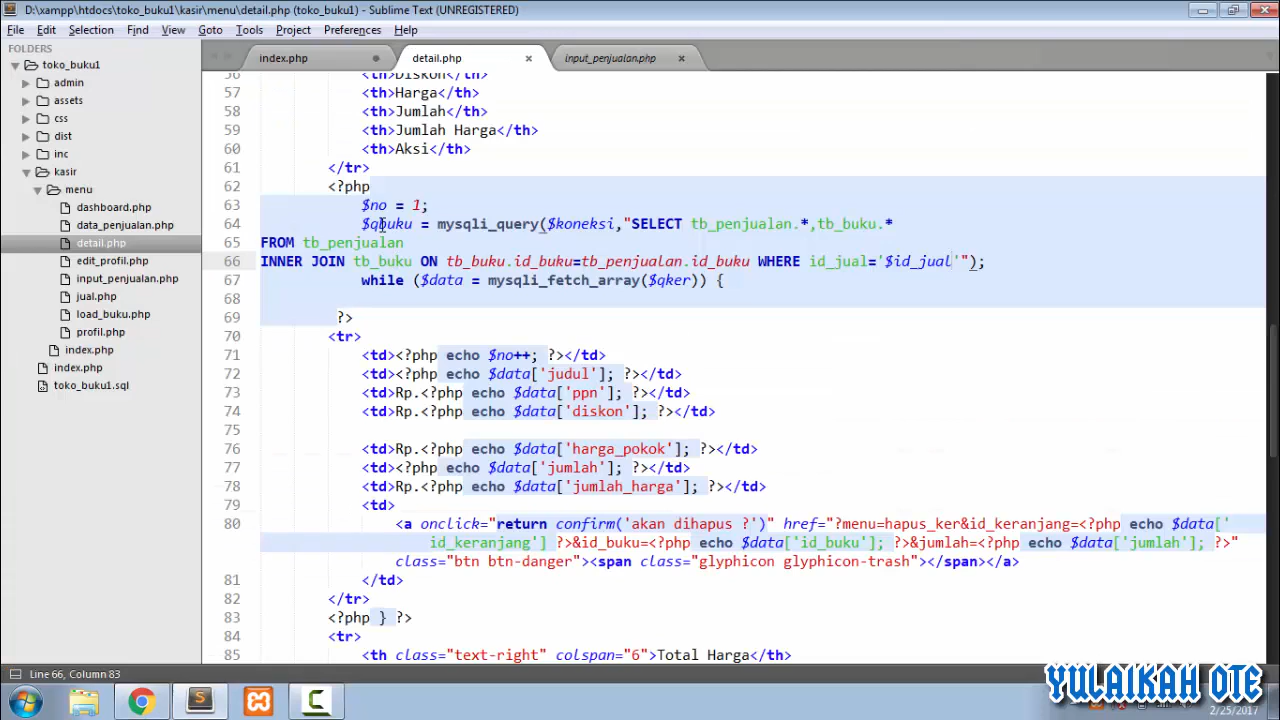 D:\xampp\htdocs\toko_buku1\kasir\menu\detail.php (toko_buku1) - Sublime Text (UNREGISTERED)
File Edit Selection Find View Goto Tools Project Preferences Help
FOLDERS
toko_buku1
admin
assets
css
dist
inc
kasir
menu
dashboard.php
data_penjualan.php
detail.php
edit_profil.php
input_penjualan.php
jual.php
load_buku.php
profil.php
index.php
index.php
toko_buku1.sql
index.php detail.php input_penjualan.php
56 <th>Diskon</th>
57 <th>Harga</th>
58 <th>Jumlah</th>
59 <th>Jumlah Harga</th>
60 <th>Aksi</th>
61 </tr>
62 <?php
63 $no = 1;
64 $qbuku = mysqli_query($koneksi,"SELECT tb_penjualan.*,tb_buku.*
65 FROM tb_penjualan
66 INNER JOIN tb_buku ON tb_buku.id_buku=tb_penjualan.id_buku WHERE id_jual='$id_jual'");
67 while ($data = mysqli_fetch_array($qker)) {
68
69 ?>
70 <tr>
71 <td><?php echo $no++; ?></td>
72 <td><?php echo $data['judul']; ?></td>
73 <td>Rp.<?php echo $data['ppn']; ?></td>
74 <td>Rp.<?php echo $data['diskon']; ?></td>
75
76 <td>Rp.<?php echo $data['harga_pokok']; ?></td>
77 <td><?php echo $data['jumlah']; ?></td>
78 <td>Rp.<?php echo $data['jumlah_harga']; ?></td>
79 <td>
80 <a onclick="return confirm('akan dihapus ?')" href="?menu=hapus_ker&id_keranjang=<?php echo $data['
id_keranjang'] ?>&id_buku=<?php echo $data['id_buku']; ?>&jumlah=<?php echo $data['jumlah']; ?>"
class="btn btn-danger"><span class="glyphicon glyphicon-trash"></span></a>
81 </td>
82 </tr>
83 <?php } ?>
84 <tr>
85 <th class="text-right" colspan="6">Total Harga</th>
Line 66, Column 83
YULAIKAH OTE
2/25/2017